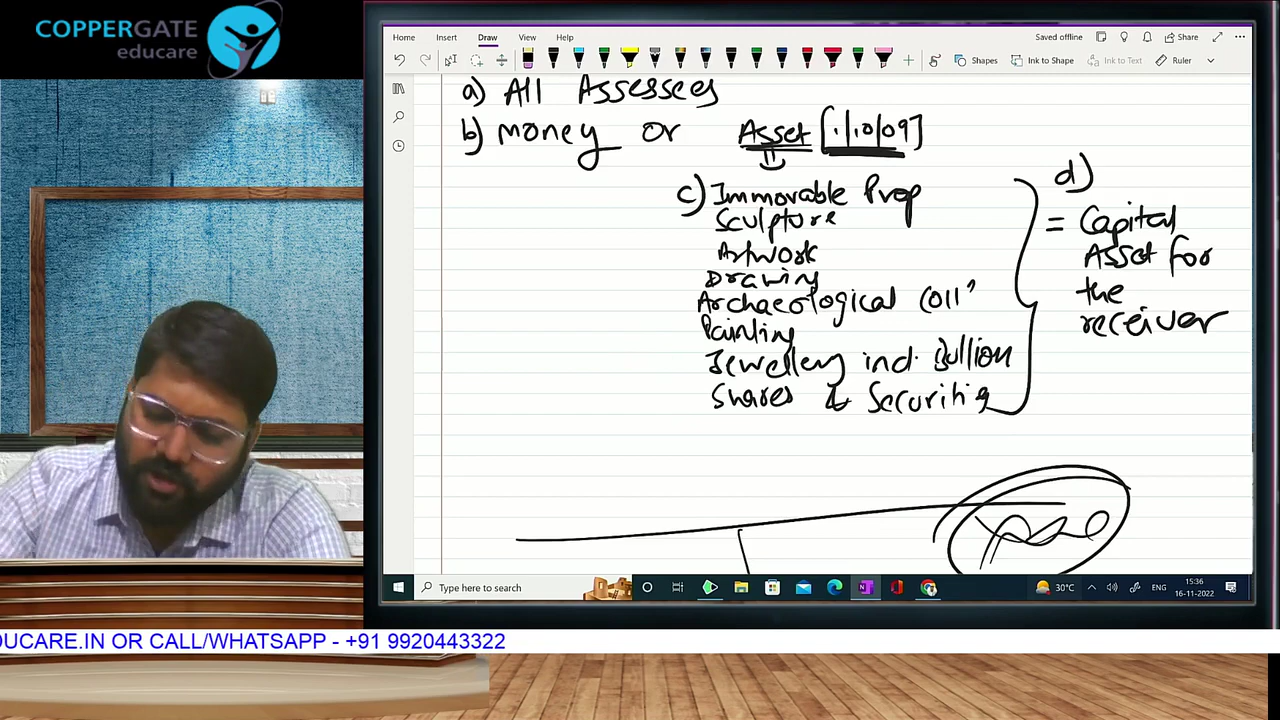 COPPERGATE
educare
Home Insert Draw View Help
Saved offline
Share
Shapes
Ink to Shape
Ink to Text
Ruler
a) All Assessees
b) money or Asset [1/10/09]
c) Immovable Prop
Sculpture
Artwork
Drawing
Archaeological Coll'
Painting
Jewellery incl. Bullion
Shares & Securities
d)
= Capital
Asset for
the
receiver
Type here to search
30°C
ENG
15:36
16-11-2022
DUCARE.IN OR CALL/WHATSAPP - +91 9920443322